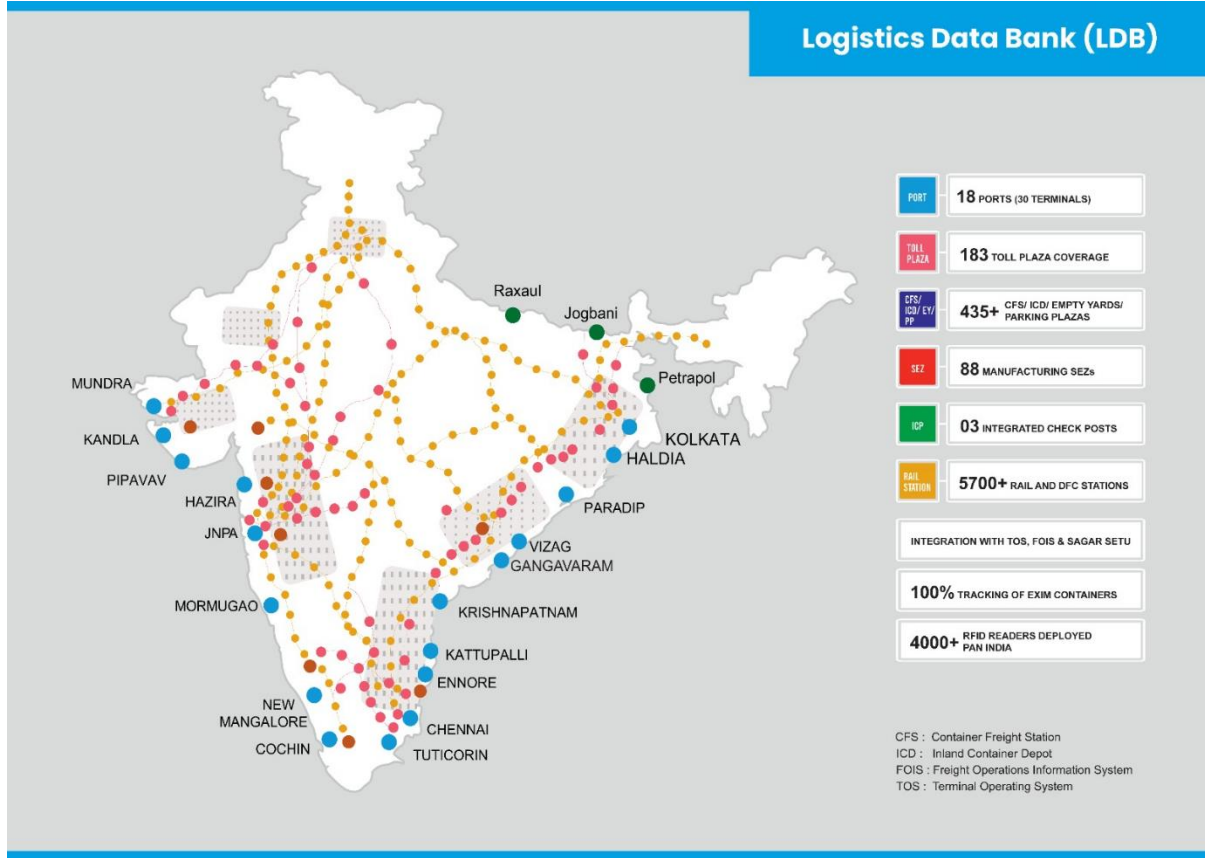 Logistics Data Bank (LDB)
PORT
18 PORTS (30 TERMINALS)
TOLL
PLAZA
183 TOLL PLAZA COVERAGE
CFS/
ICD/ EY/
PP
435+ CFS/ ICD/ EMPTY YARDS/
PARKING PLAZAS
SEZ
88 MANUFACTURING SEZs
ICP
03 INTEGRATED CHECK POSTS
RAIL
STATION
5700+ RAIL AND DFC STATIONS
INTEGRATION WITH TOS, FOIS & SAGAR SETU
100% TRACKING OF EXIM CONTAINERS
4000+ RFID READERS DEPLOYED
PAN INDIA
CFS : Container Freight Station
ICD : Inland Container Depot
FOIS : Freight Operations Information System
TOS : Terminal Operating System
Raxaul
Jogbani
Petrapol
MUNDRA
KANDLA
PIPAVAV
HAZIRA
JNPA
MORMUGAO
NEW
MANGALORE
COCHIN
KOLKATA
HALDIA
PARADIP
VIZAG
GANGAVARAM
KRISHNAPATNAM
KATTUPALLI
ENNORE
CHENNAI
TUTICORIN